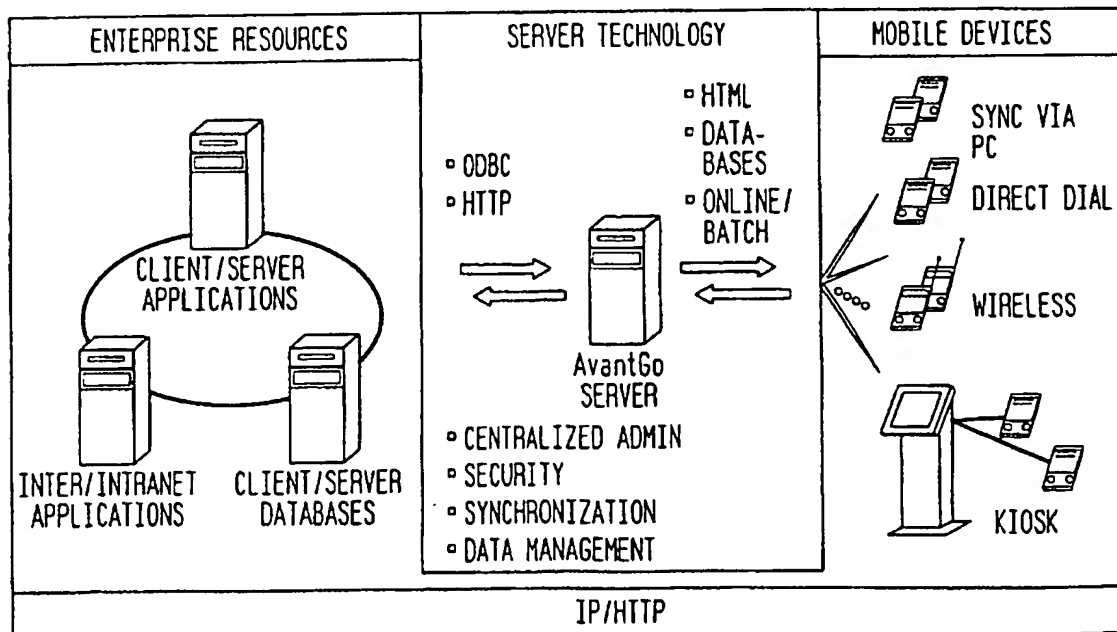 ENTERPRISE RESOURCES
SERVER TECHNOLOGY
MOBILE DEVICES
CLIENT/SERVER
APPLICATIONS
INTER/INTRANET
APPLICATIONS
CLIENT/SERVER
DATABASES
▫ ODBC
▫ HTTP
▫ HTML
▫ DATA-
BASES
▫ ONLINE/
BATCH
AvantGo
SERVER
▫ CENTRALIZED ADMIN
▫ SECURITY
▫ SYNCHRONIZATION
▫ DATA MANAGEMENT
SYNC VIA
PC
DIRECT DIAL
WIRELESS
KIOSK
IP/HTTP